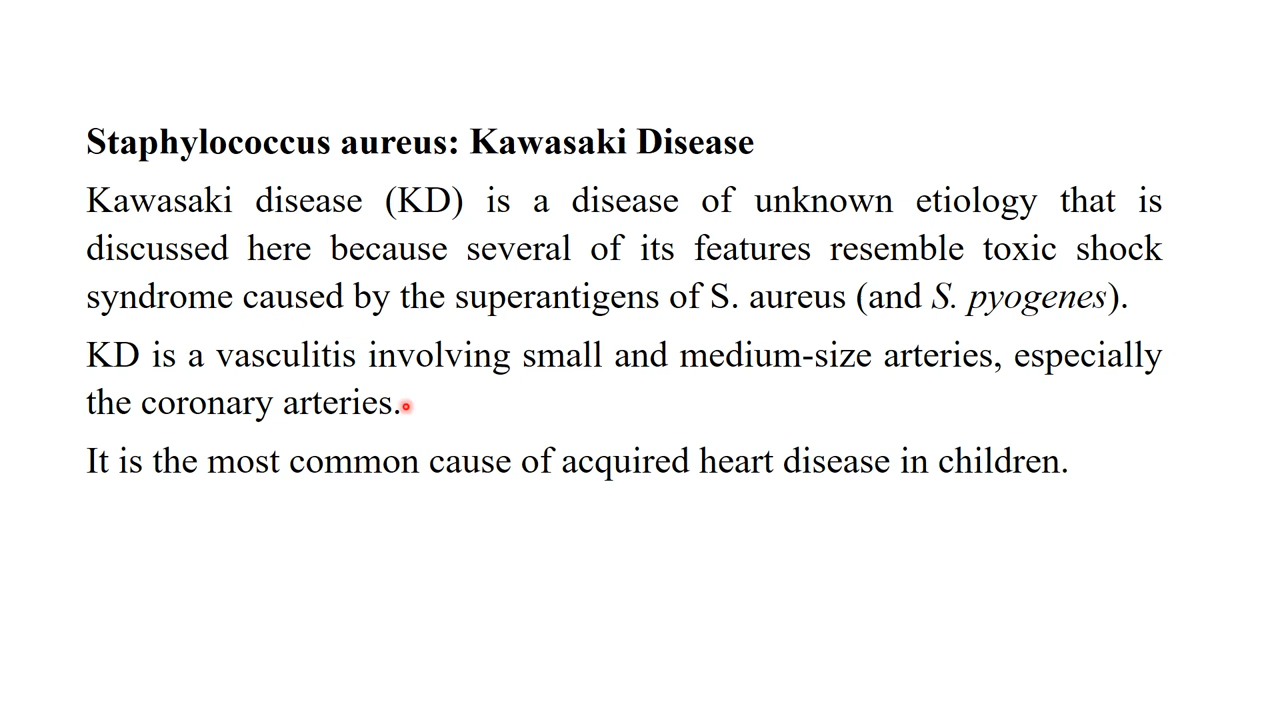 Staphylococcus aureus: Kawasaki Disease
Kawasaki disease (KD) is a disease of unknown etiology that is
discussed here because several of its features resemble toxic shock
syndrome caused by the superantigens of S. aureus (and S. pyogenes).
KD is a vasculitis involving small and medium-size arteries, especially
the coronary arteries.
It is the most common cause of acquired heart disease in children.